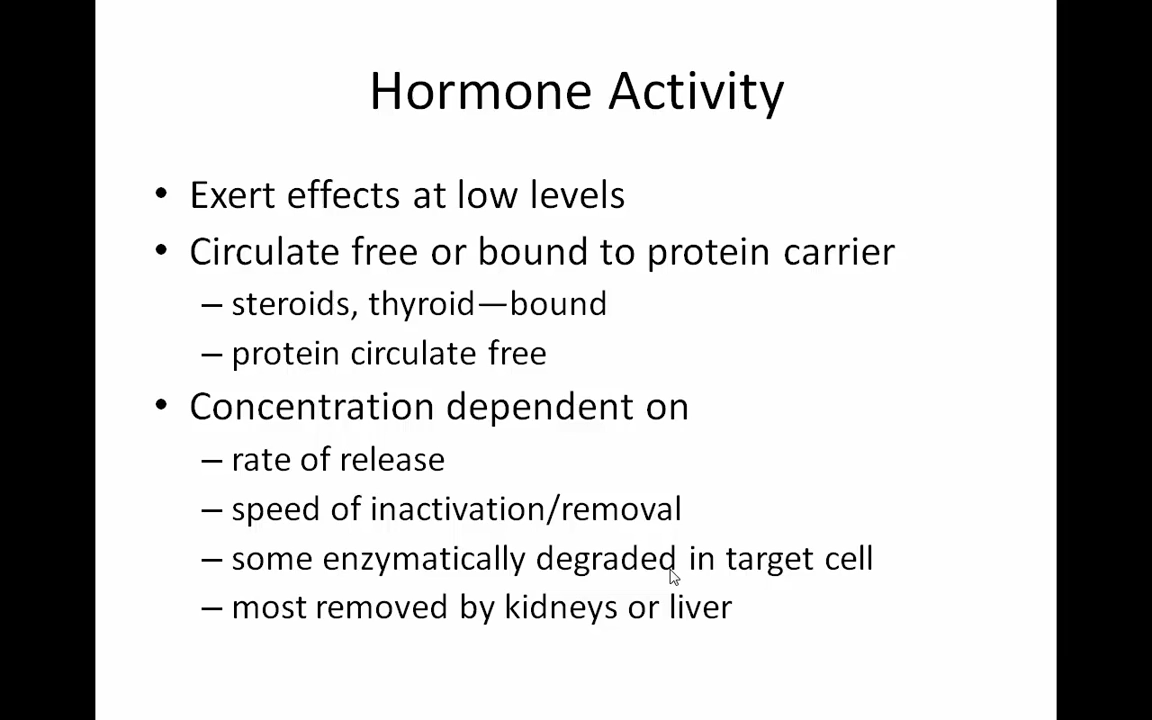 Hormone Activity
• Exert effects at low levels
• Circulate free or bound to protein carrier
– steroids, thyroid—bound
– protein circulate free
• Concentration dependent on
– rate of release
– speed of inactivation/removal
– some enzymatically degraded in target cell
– most removed by kidneys or liver